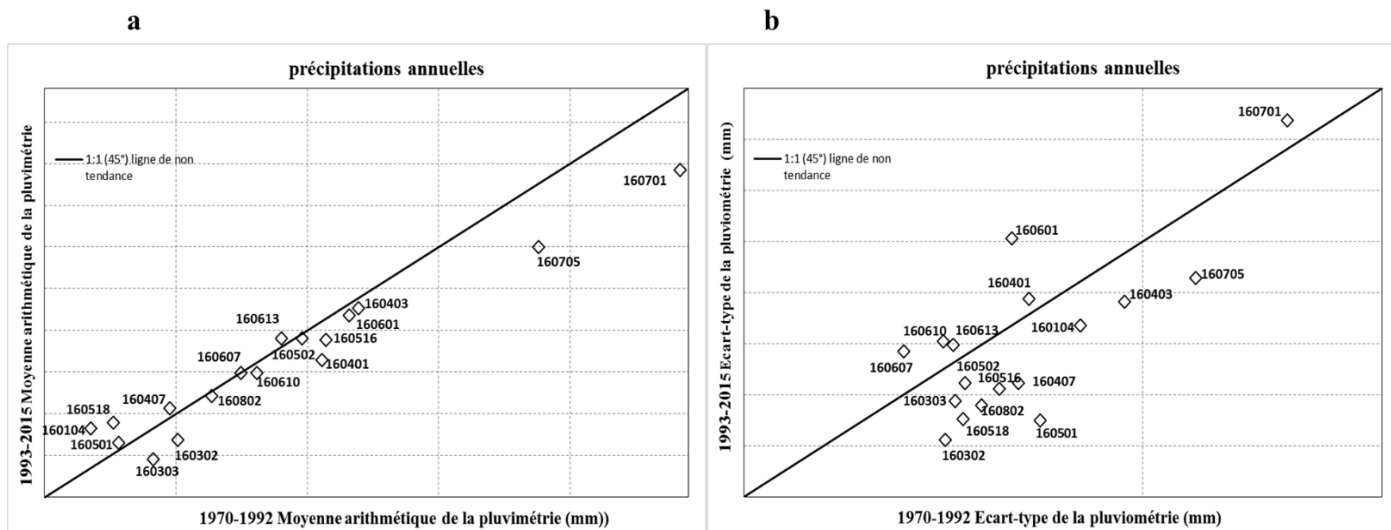 a
précipitations annuelles
1993-2015 Moyenne arithmétique de la pluvimétrie
1:1 (45°) ligne de non
tendance
160701
160705
160403
160601
160613
160516
160502
160401
160607
160610
160802
160407
160518
160104
160501
160302
160303
1970-1992 Moyenne arithmétique de la pluvimétrie (mm))
b
précipitations annuelles
1993-2015 Ecart-type de la pluviométrie (mm)
1:1 (45°) ligne de non
tendance
160701
160601
160705
160401
160403
160104
160610
160613
160607
160502
160516
160407
160303
160802
160518
160501
160302
1970-1992 Ecart-type de la pluviométrie (mm)